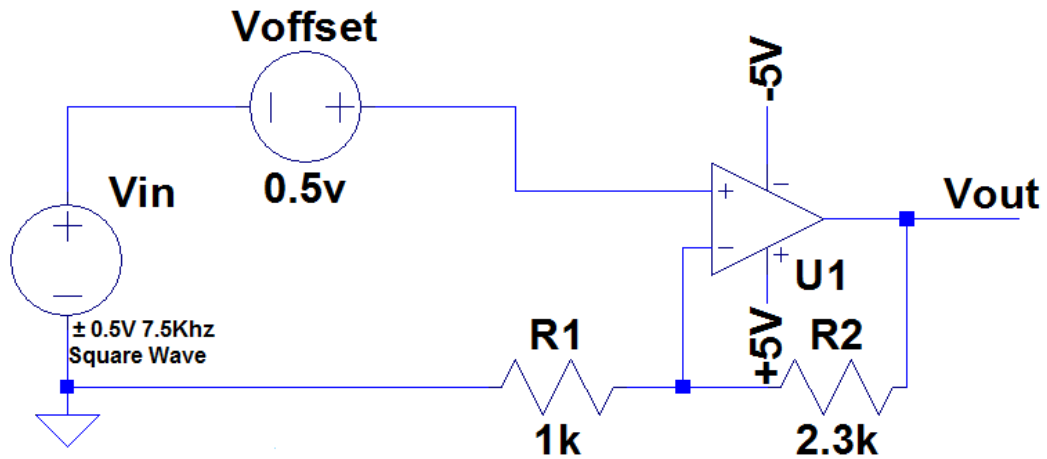 Voffset
0.5v
Vin
± 0.5V 7.5Khz
Square Wave
-5V
+
−
−
+
U1
+5V
Vout
R1
1k
R2
2.3k